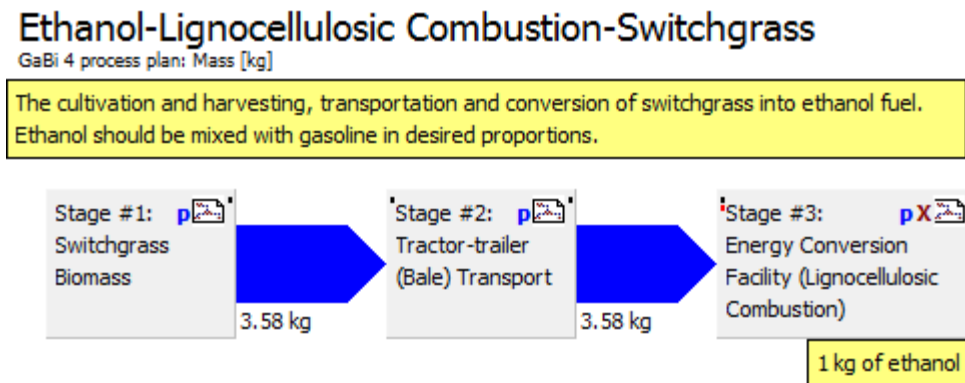 Ethanol-Lignocellulosic Combustion-Switchgrass
GaBi 4 process plan: Mass [kg]
The cultivation and harvesting, transportation and conversion of switchgrass into ethanol fuel.
Ethanol should be mixed with gasoline in desired proportions.
Stage #1: p
Switchgrass
Biomass
3.58 kg
Stage #2: p
Tractor-trailer
(Bale) Transport
3.58 kg
Stage #3: p X
Energy Conversion
Facility (Lignocellulosic
Combustion)
1 kg of ethanol